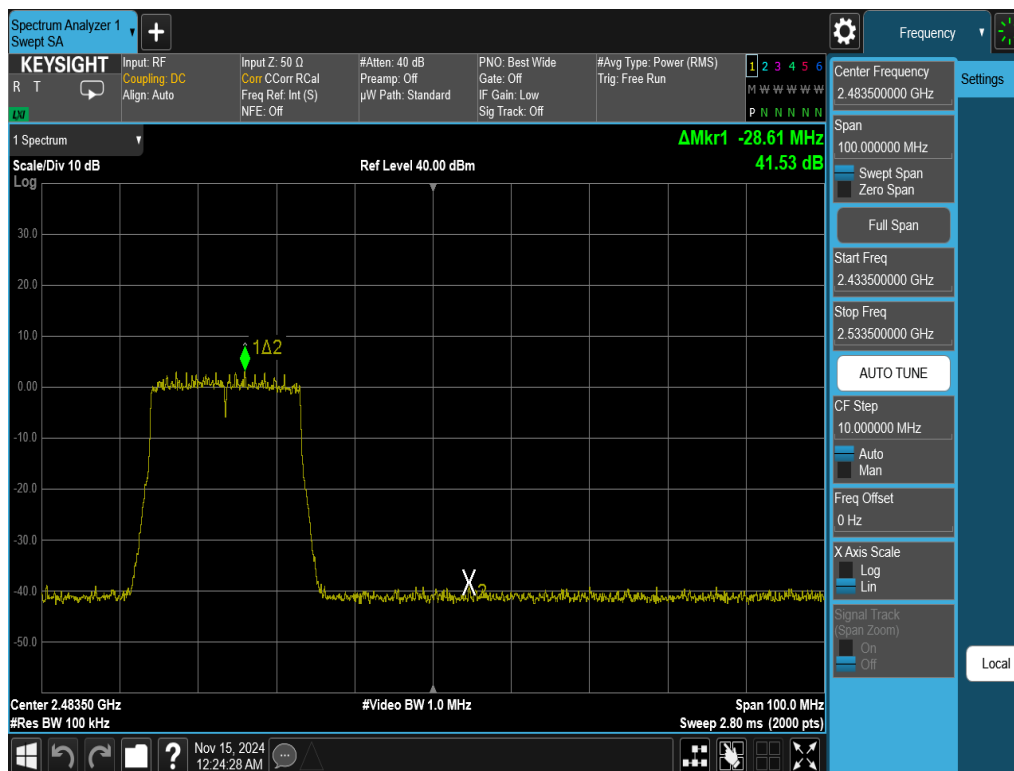 Spectrum Analyzer 1
Swept SA
Frequency
KEYSIGHT
R T
LXI
Input: RF
Coupling: DC
Align: Auto
Input Z: 50 Ω
Corr CCorr RCal
Freq Ref: Int (S)
NFE: Off
#Atten: 40 dB
Preamp: Off
µW Path: Standard
PNO: Best Wide
Gate: Off
IF Gain: Low
Sig Track: Off
#Avg Type: Power (RMS)
Trig: Free Run
1 2 3 4 5 6
M W W W W W
P N N N N N
1 Spectrum
Scale/Div 10 dB
Log
Ref Level 40.00 dBm
ΔMkr1 -28.61 MHz
41.53 dB
30.0
20.0
10.0
0.00
-10.0
-20.0
-30.0
-40.0
-50.0
1Δ2
X2
Center 2.48350 GHz
#Res BW 100 kHz
#Video BW 1.0 MHz
Span 100.0 MHz
Sweep 2.80 ms (2000 pts)
Center Frequency
2.483500000 GHz
Span
100.000000 MHz
Swept Span
Zero Span
Full Span
Start Freq
2.433500000 GHz
Stop Freq
2.533500000 GHz
AUTO TUNE
CF Step
10.000000 MHz
Auto
Man
Freq Offset
0 Hz
X Axis Scale
Log
Lin
Signal Track
(Span Zoom)
On
Off
Settings
Local
?
Nov 15, 2024
12:24:28 AM